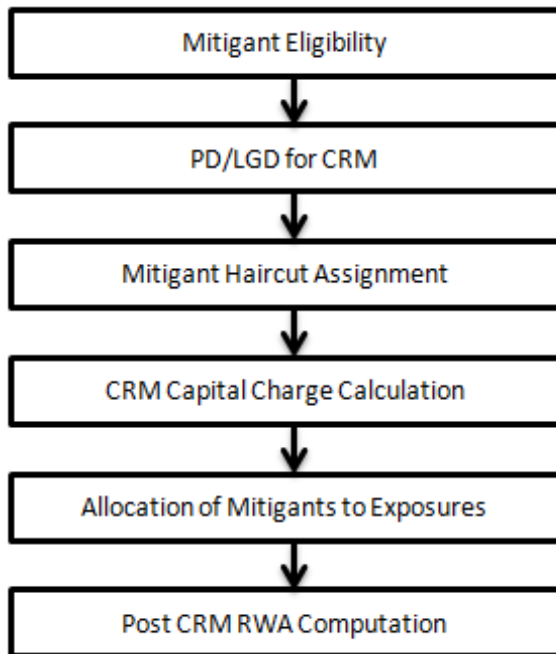 Mitigant Eligibility
PD/LGD for CRM
Mitigant Haircut Assignment
CRM Capital Charge Calculation
Allocation of Mitigants to Exposures
Post CRM RWA Computation